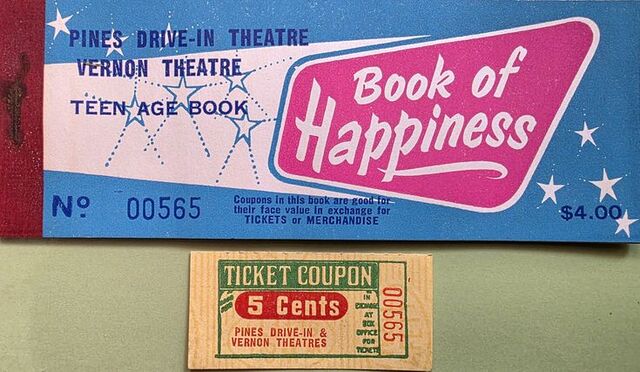 PINES DRIVE-IN THEATRE
VERNON THEATRE
TEEN AGE BOOK
Book of
Happiness
Nº 00565
Coupons in this book are good for
their face value in exchange for
TICKETS or MERCHANDISE
$4.00
TICKET COUPON
5 Cents
PINES DRIVE-IN &
VERNON THEATRES
IN
EXCHANGE
AT
BOX
OFFICE
FOR
TICKETS
00565